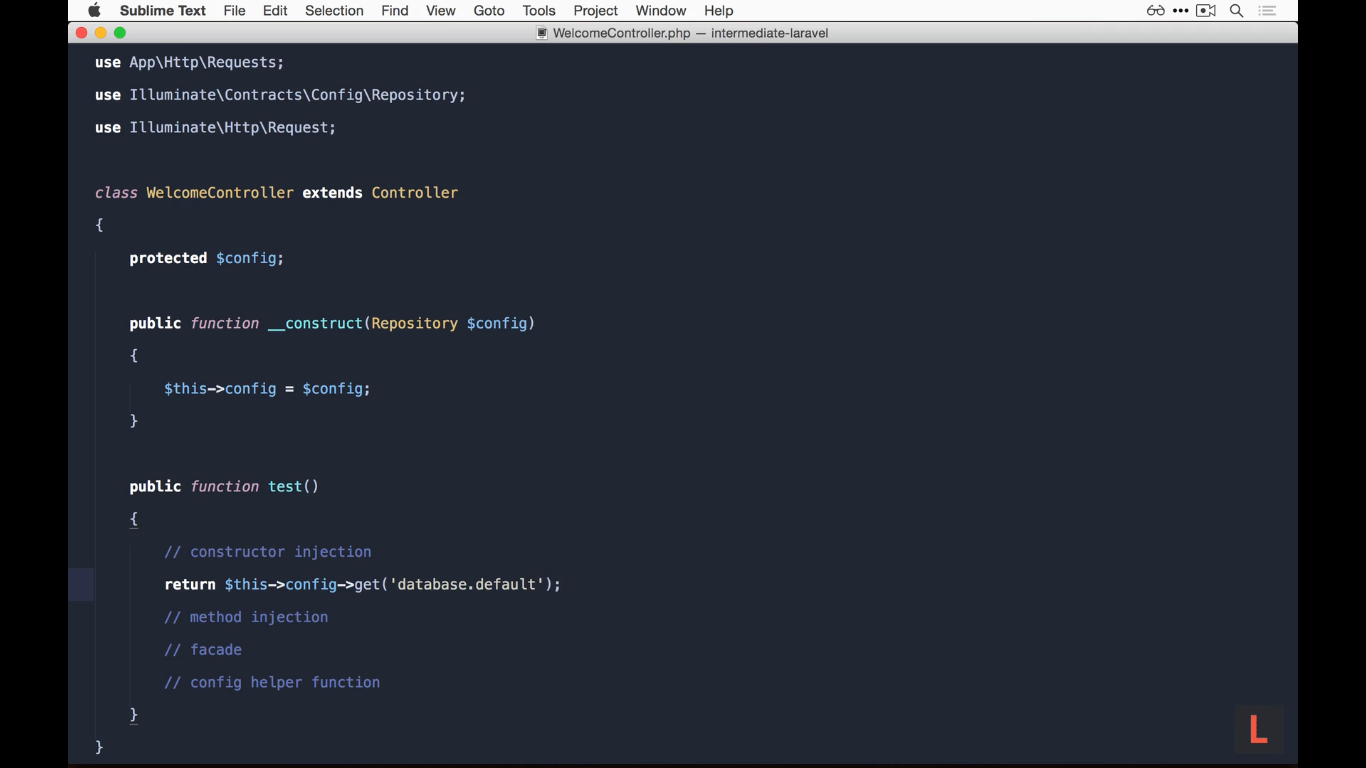 Sublime Text File Edit Selection Find View Goto Tools Project Window Help
WelcomeController.php — intermediate-laravel
use App\Http\Requests;
use Illuminate\Contracts\Config\Repository;
use Illuminate\Http\Request;
class WelcomeController extends Controller
{
    protected $config;
    public function __construct(Repository $config)
    {
        $this->config = $config;
    }
    public function test()
    {
        // constructor injection
        return $this->config->get('database.default');
        // method injection
        // facade
        // config helper function
    }
}
L